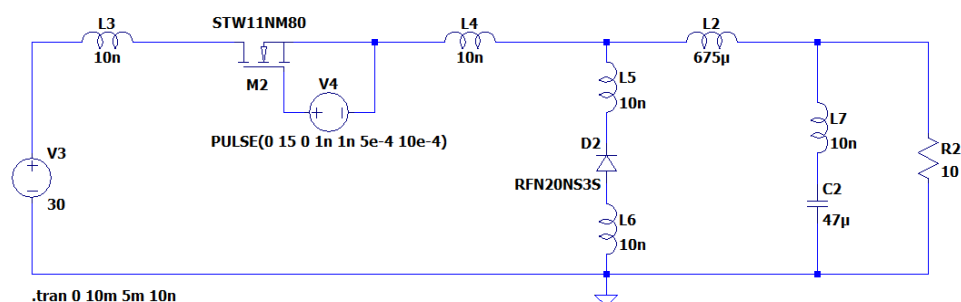 L3
10n
STW11NM80
M2
V4
PULSE(0 15 0 1n 1n 5e-4 10e-4)
L4
10n
L2
675µ
L5
10n
D2
RFN20NS3S
L6
10n
L7
10n
C2
47µ
R2
10
V3
30
.tran 0 10m 5m 10n